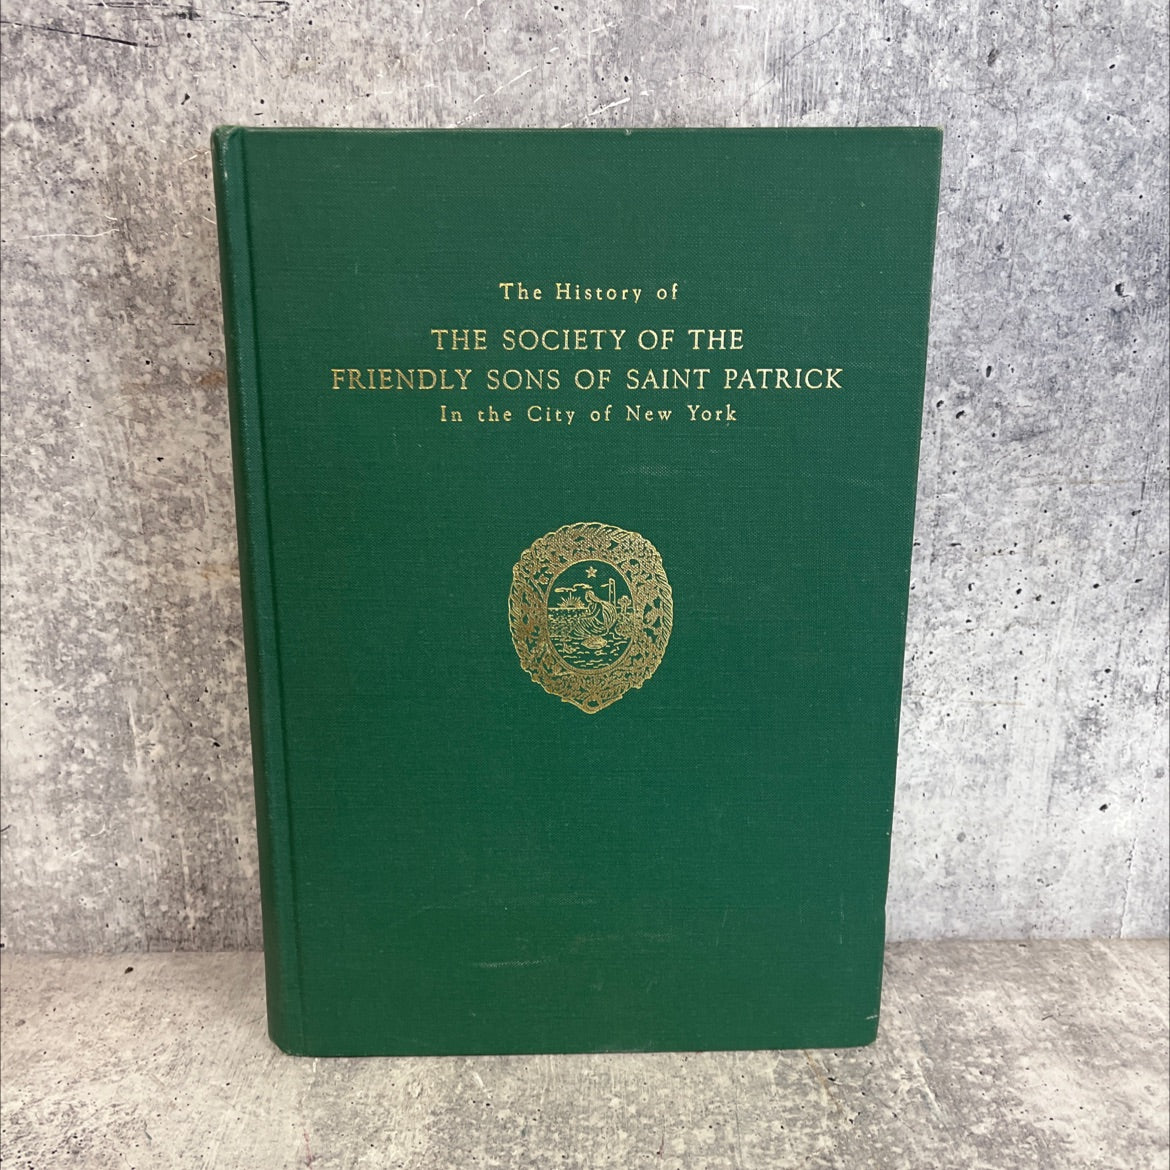 The History of
THE SOCIETY OF THE
FRIENDLY SONS OF SAINT PATRICK
In the City of New York